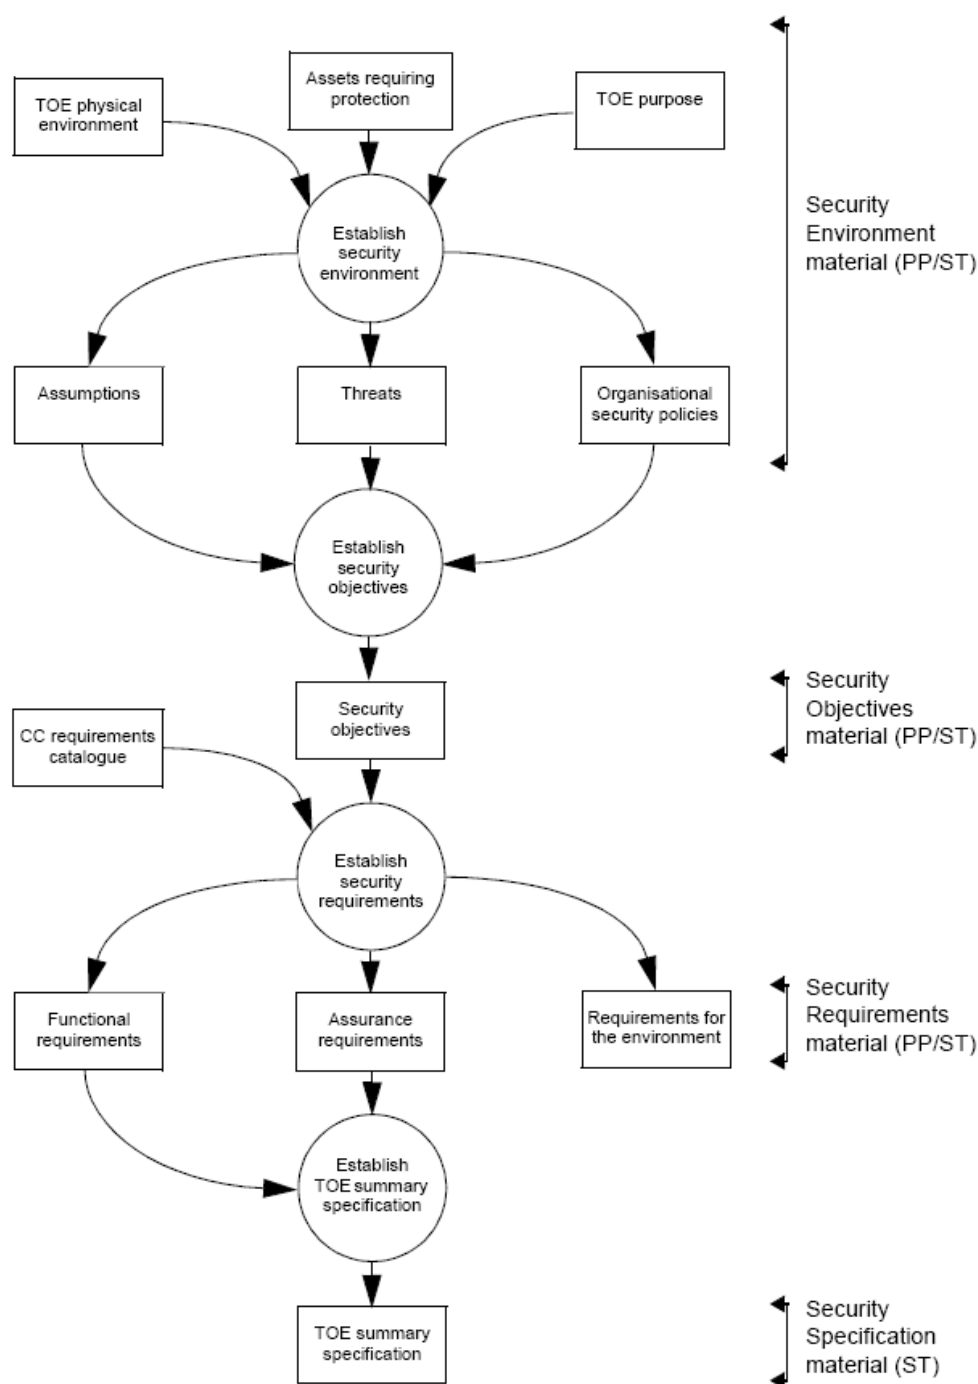 Assets requiring
protection
TOE physical
environment
TOE purpose
Security
Environment
material (PP/ST)
Establish
security
environment
Assumptions
Threats
Organisational
security policies
Establish
security
objectives
Security
objectives
Security
Objectives
material (PP/ST)
CC requirements
catalogue
Establish
security
requirements
Functional
requirements
Assurance
requirements
Requirements for
the environment
Security
Requirements
material (PP/ST)
Establish
TOE summary
specification
TOE summary
specification
Security
Specification
material (ST)